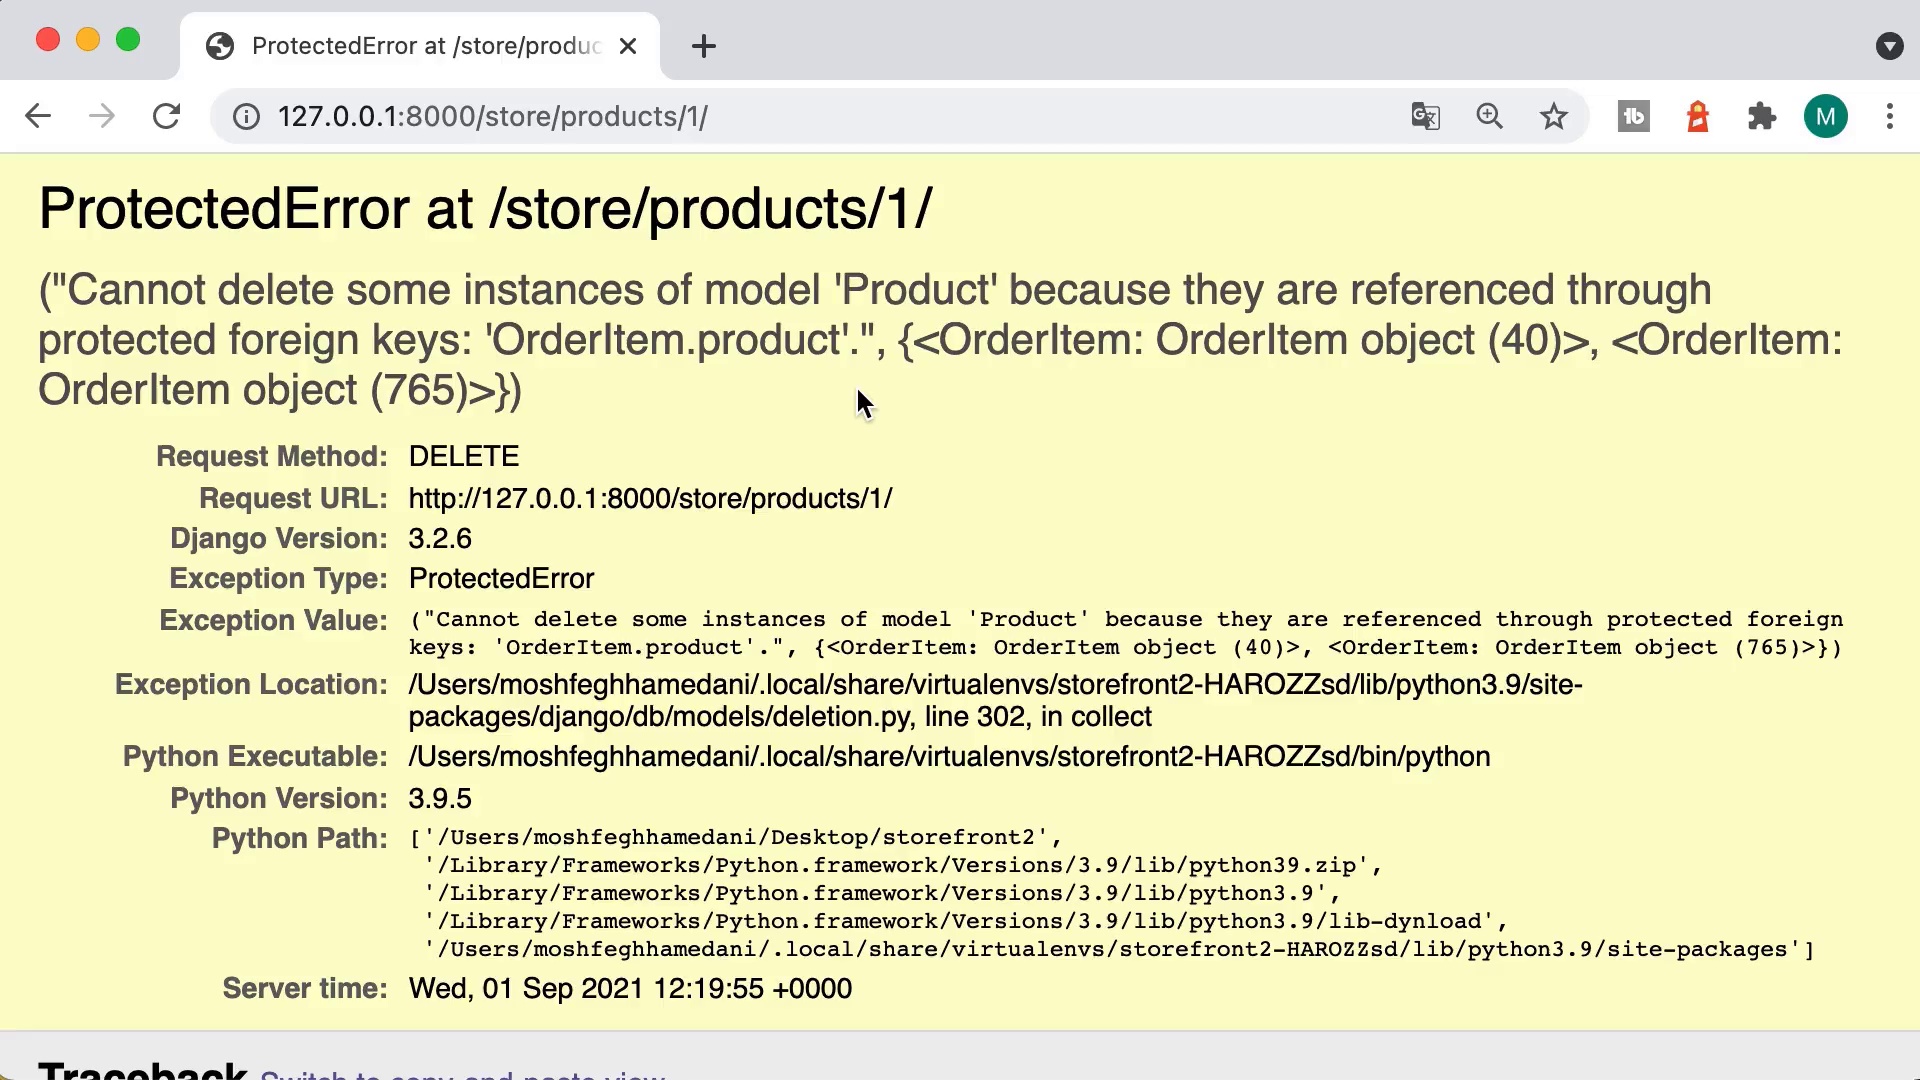 ProtectedError at /store/produc
127.0.0.1:8000/store/products/1/
M
ProtectedError at /store/products/1/
("Cannot delete some instances of model 'Product' because they are referenced through
protected foreign keys: 'OrderItem.product'.", {<OrderItem: OrderItem object (40)>, <OrderItem:
OrderItem object (765)>})
Request Method: DELETE
Request URL: http://127.0.0.1:8000/store/products/1/
Django Version: 3.2.6
Exception Type: ProtectedError
Exception Value: ("Cannot delete some instances of model 'Product' because they are referenced through protected foreign
keys: 'OrderItem.product'.", {<OrderItem: OrderItem object (40)>, <OrderItem: OrderItem object (765)>})
Exception Location: /Users/moshfeghhamedani/.local/share/virtualenvs/storefront2-HAROZZsd/lib/python3.9/site-
packages/django/db/models/deletion.py, line 302, in collect
Python Executable: /Users/moshfeghhamedani/.local/share/virtualenvs/storefront2-HAROZZsd/bin/python
Python Version: 3.9.5
Python Path: ['/Users/moshfeghhamedani/Desktop/storefront2',
'/Library/Frameworks/Python.framework/Versions/3.9/lib/python39.zip',
'/Library/Frameworks/Python.framework/Versions/3.9/lib/python3.9',
'/Library/Frameworks/Python.framework/Versions/3.9/lib/python3.9/lib-dynload',
'/Users/moshfeghhamedani/.local/share/virtualenvs/storefront2-HAROZZsd/lib/python3.9/site-packages']
Server time: Wed, 01 Sep 2021 12:19:55 +0000
Traceback Switch to copy-and-paste view